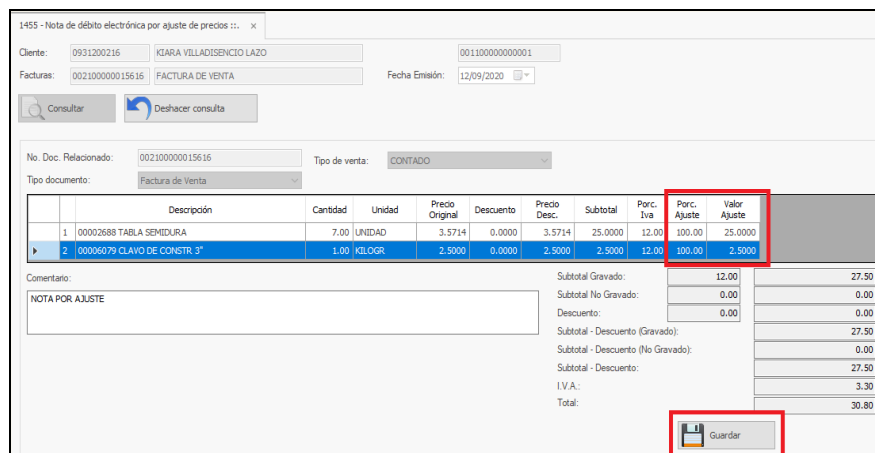 1455 - Nota de débito electrónica por ajuste de precios ::. ×
Cliente: 0931200216 KIARA VILLADISENCIO LAZO 001100000000001
Facturas: 002100000015616 FACTURA DE VENTA Fecha Emisión: 12/09/2020
Consultar Deshacer consulta
No. Doc. Relacionado: 002100000015616 Tipo de venta: CONTADO
Tipo documento: Factura de Venta
Descripción Cantidad Unidad Precio Original Descuento Precio Desc. Subtotal Porc. Iva Porc. Ajuste Valor Ajuste
1 00002688 TABLA SEMIDURA 7.00 UNIDAD 3.5714 0.0000 3.5714 25.0000 12.00 100.00 25.0000
2 00006079 CLAVO DE CONSTR 3" 1.00 KILOGR 2.5000 0.0000 2.5000 2.5000 12.00 100.00 2.5000
Comentario: Subtotal Gravado: 12.00 27.50
NOTA POR AJUSTE Subtotal No Gravado: 0.00 0.00
Descuento: 0.00 0.00
Subtotal - Descuento (Gravado): 27.50
Subtotal - Descuento (No Gravado): 0.00
Subtotal - Descuento: 27.50
I.V.A.: 3.30
Total: 30.80
Guardar